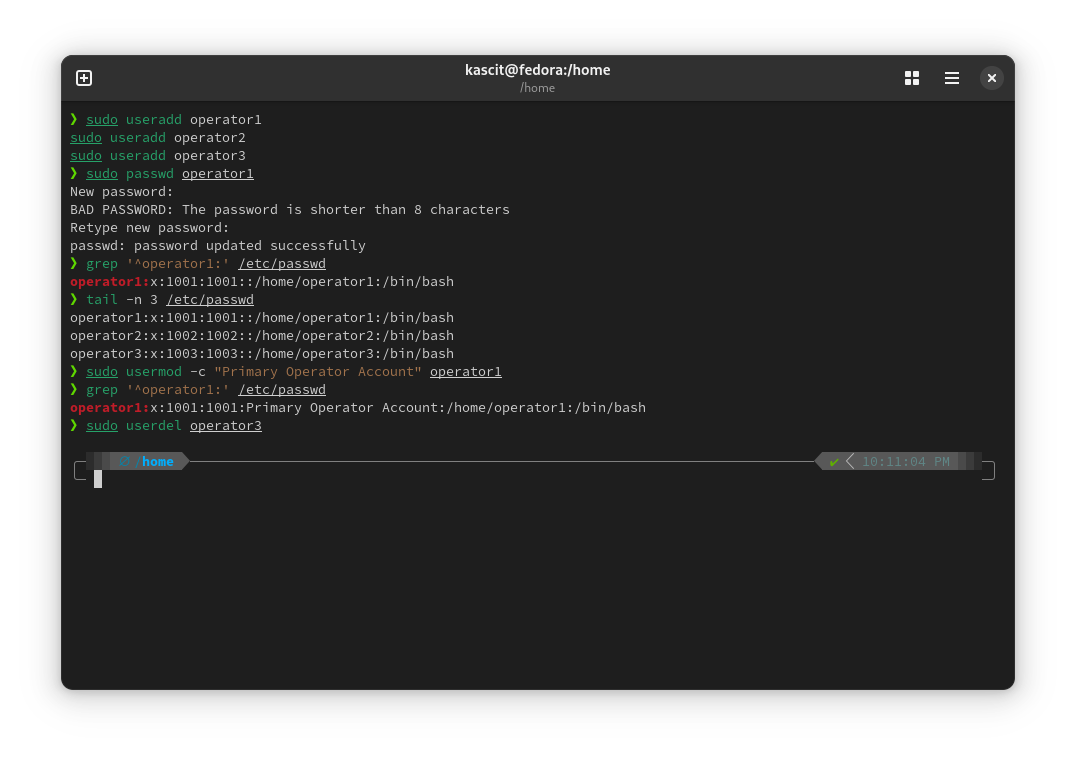 kascit@fedora:/home
/home
❯ sudo useradd operator1
sudo useradd operator2
sudo useradd operator3
❯ sudo passwd operator1
New password:
BAD PASSWORD: The password is shorter than 8 characters
Retype new password:
passwd: password updated successfully
❯ grep '^operator1:' /etc/passwd
operator1:x:1001:1001::/home/operator1:/bin/bash
❯ tail -n 3 /etc/passwd
operator1:x:1001:1001::/home/operator1:/bin/bash
operator2:x:1002:1002::/home/operator2:/bin/bash
operator3:x:1003:1003::/home/operator3:/bin/bash
❯ sudo usermod -c "Primary Operator Account" operator1
❯ grep '^operator1:' /etc/passwd
operator1:x:1001:1001:Primary Operator Account:/home/operator1:/bin/bash
❯ sudo userdel operator3
∅ /home ✔ 10:11:04 PM